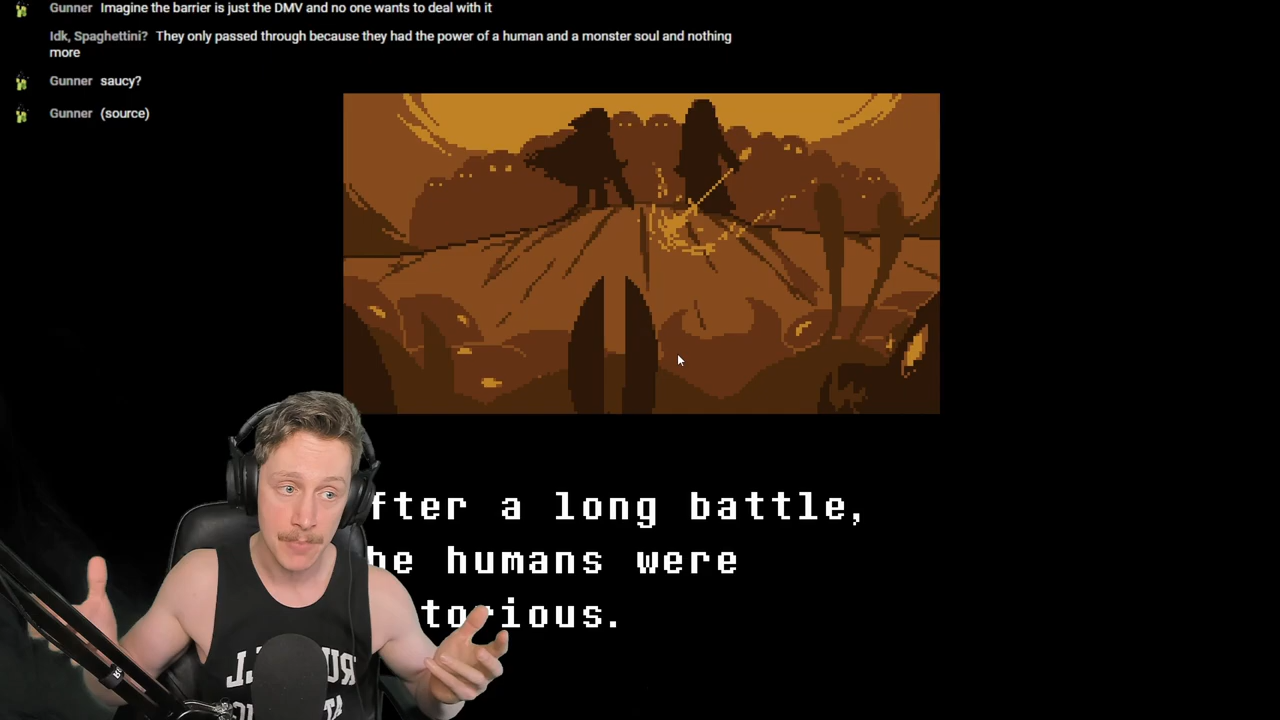 Gunner Imagine the barrier is just the DMV and no one wants to deal with it
Idk, Spaghettini? They only passed through because they had the power of a human and a monster soul and nothing
more
Gunner saucy?
Gunner (source)
fter a long battle,
he humans were
torious.